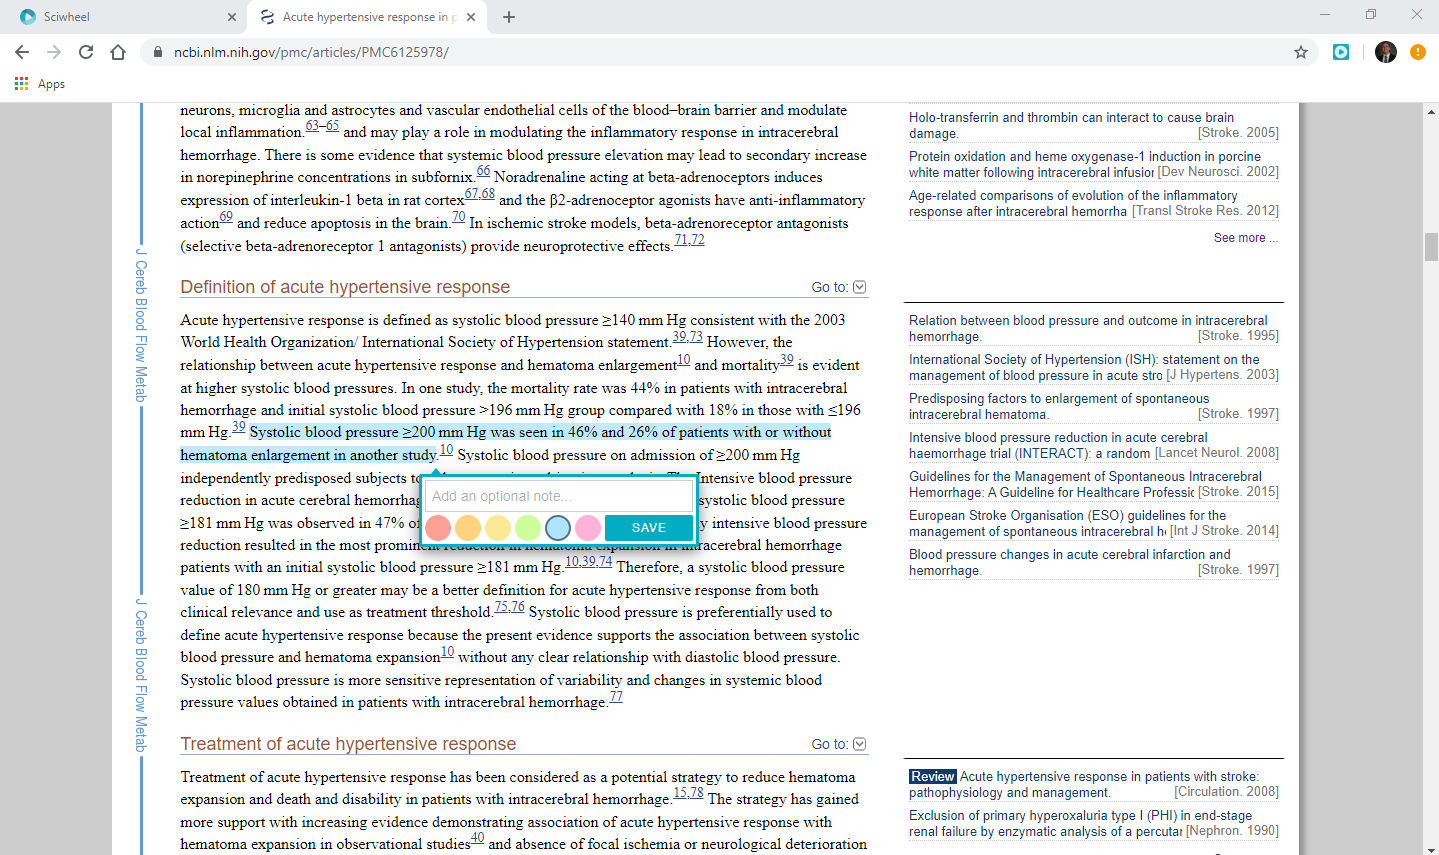 Sciwheel
Acute hypertensive response in p
ncbi.nlm.nih.gov/pmc/articles/PMC6125978/
Apps
J Cereb Blood Flow Metab
J Cereb Blood Flow Metab
neurons, microglia and astrocytes and vascular endothelial cells of the blood–brain barrier and modulate
local inflammation.63–65 and may play a role in modulating the inflammatory response in intracerebral
hemorrhage. There is some evidence that systemic blood pressure elevation may lead to secondary increase
in norepinephrine concentrations in subfornix.66 Noradrenaline acting at beta-adrenoceptors induces
expression of interleukin-1 beta in rat cortex67,68 and the β2-adrenoceptor agonists have anti-inflammatory
action69 and reduce apoptosis in the brain.70 In ischemic stroke models, beta-adrenoreceptor antagonists
(selective beta-adrenoreceptor 1 antagonists) provide neuroprotective effects.71,72
Definition of acute hypertensive response
Go to:
Acute hypertensive response is defined as systolic blood pressure ≥140 mm Hg consistent with the 2003
World Health Organization/ International Society of Hypertension statement.39,73 However, the
relationship between acute hypertensive response and hematoma enlargement10 and mortality39 is evident
at higher systolic blood pressures. In one study, the mortality rate was 44% in patients with intracerebral
hemorrhage and initial systolic blood pressure >196 mm Hg group compared with 18% in those with ≤196
mm Hg.39 Systolic blood pressure ≥200 mm Hg was seen in 46% and 26% of patients with or without
hematoma enlargement in another study.10 Systolic blood pressure on admission of ≥200 mm Hg
independently predisposed subjects to
Intensive blood pressure
reduction in acute cerebral hemorrhag
systolic blood pressure
≥181 mm Hg was observed in 47% o
y intensive blood pressure
reduction resulted in the most prominent reduction in hematoma expansion in intracerebral hemorrhage
patients with an initial systolic blood pressure ≥181 mm Hg.10,39,74 Therefore, a systolic blood pressure
value of 180 mm Hg or greater may be a better definition for acute hypertensive response from both
clinical relevance and use as treatment threshold.75,76 Systolic blood pressure is preferentially used to
define acute hypertensive response because the present evidence supports the association between systolic
blood pressure and hematoma expansion10 without any clear relationship with diastolic blood pressure.
Systolic blood pressure is more sensitive representation of variability and changes in systemic blood
pressure values obtained in patients with intracerebral hemorrhage.77
Add an optional note...
SAVE
Treatment of acute hypertensive response
Go to:
Treatment of acute hypertensive response has been considered as a potential strategy to reduce hematoma
expansion and death and disability in patients with intracerebral hemorrhage.15,78 The strategy has gained
more support with increasing evidence demonstrating association of acute hypertensive response with
hematoma expansion in observational studies40 and absence of focal ischemia or neurological deterioration
Holo-transferrin and thrombin can interact to cause brain
damage. [Stroke. 2005]
Protein oxidation and heme oxygenase-1 induction in porcine
white matter following intracerebral infusion [Dev Neurosci. 2002]
Age-related comparisons of evolution of the inflammatory
response after intracerebral hemorrha [Transl Stroke Res. 2012]
See more ...
Relation between blood pressure and outcome in intracerebral
hemorrhage. [Stroke. 1995]
International Society of Hypertension (ISH): statement on the
management of blood pressure in acute stro [J Hypertens. 2003]
Predisposing factors to enlargement of spontaneous
intracerebral hematoma. [Stroke. 1997]
Intensive blood pressure reduction in acute cerebral
haemorrhage trial (INTERACT): a random [Lancet Neurol. 2008]
Guidelines for the Management of Spontaneous Intracerebral
Hemorrhage: A Guideline for Healthcare Professic [Stroke. 2015]
European Stroke Organisation (ESO) guidelines for the
management of spontaneous intracerebral h [Int J Stroke. 2014]
Blood pressure changes in acute cerebral infarction and
hemorrhage. [Stroke. 1997]
Review Acute hypertensive response in patients with stroke:
pathophysiology and management. [Circulation. 2008]
Exclusion of primary hyperoxaluria type I (PHI) in end-stage
renal failure by enzymatic analysis of a percutar [Nephron. 1990]